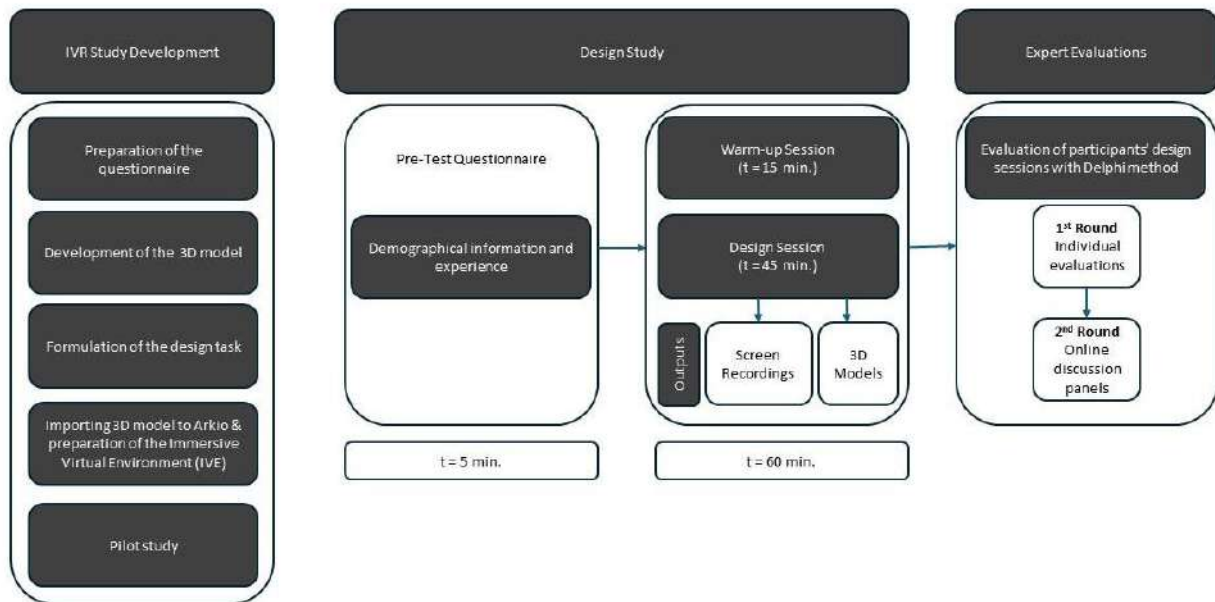 IVR Study Development
Preparation of the
questionnaire
Development of the 3D model
Formulation of the design task
Importing 3D model to Arkio &
preparation of the Immersive
Virtual Environment (IVE)
Pilot study
Design Study
Pre-Test Questionnaire
Demographical information and
experience
t = 5 min.
Warm-up Session
(t = 15 min.)
Design Session
(t = 45 min.)
Outputs
Screen
Recordings
3D
Models
t = 60 min.
Expert Evaluations
Evaluation of participants' design
sessions with Delphi method
1st Round
Individual
evaluations
2nd Round
Online
discussion
panels